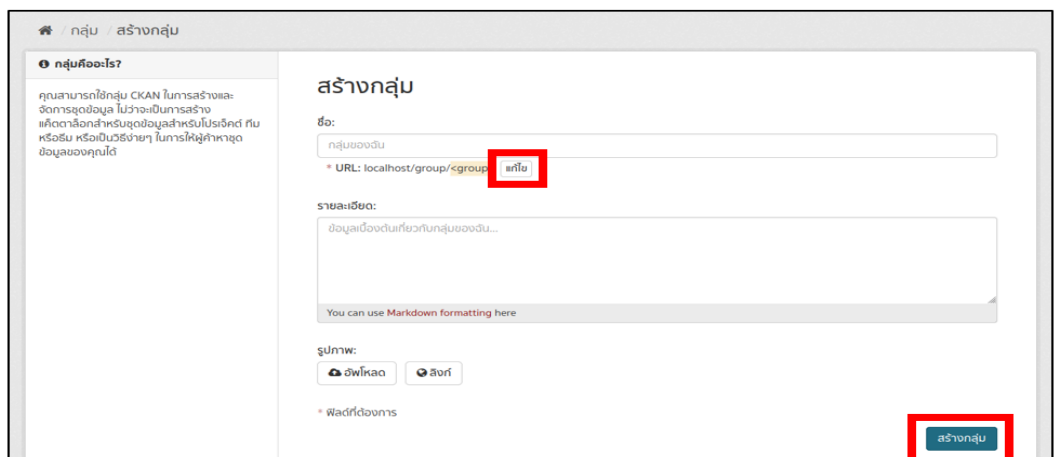 / กลุ่ม / สร้างกลุ่ม
กลุ่มคืออะไร?
คุณสามารถใช้กลุ่ม CKAN ในการสร้างและ
จัดการชุดข้อมูล ไม่ว่าจะเป็นการสร้าง
แค็ตตาล็อกสำหรับชุดข้อมูลสำหรับโปรเจ็คต์ ทีม
หรือธีม หรือเป็นวิธีง่ายๆ ในการให้ผู้ค้าหาชุด
ข้อมูลของคุณได้
สร้างกลุ่ม
ชื่อ:
กลุ่มของฉัน
* URL: localhost/group/<group แก้ไข
รายละเอียด:
ข้อมูลเบื้องต้นเกี่ยวกับกลุ่มของฉัน...
You can use Markdown formatting here
รูปภาพ:
อัพโหลด ลิงก์
* ฟิลด์ที่ต้องการ
สร้างกลุ่ม